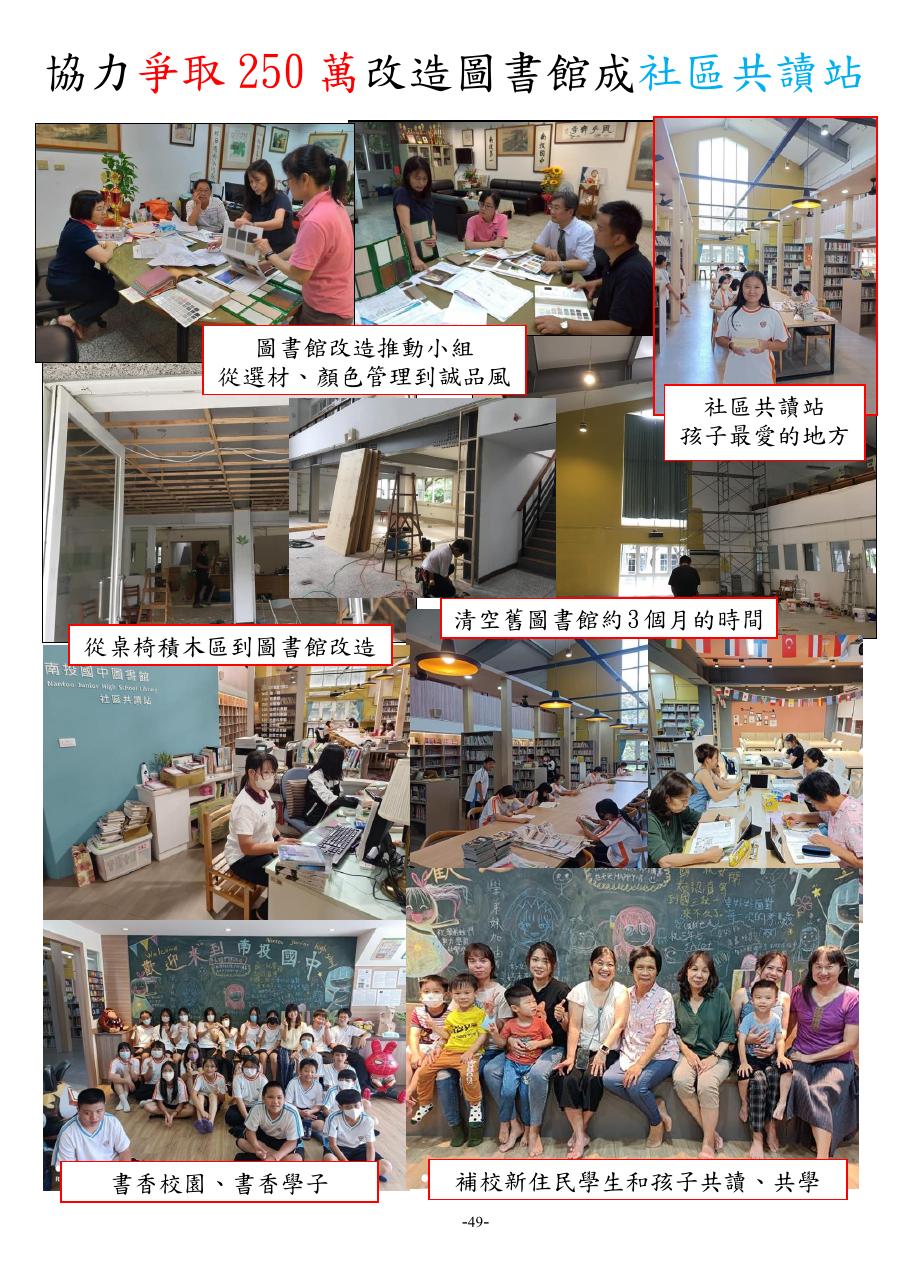 協力爭取 250 萬改造圖書館成社區共讀站
圖書館改造推動小組
從選材、顏色管理到誠品風
社區共讀站
孩子最愛的地方
清空舊圖書館約3個月的時間
從桌椅積木區到圖書館改造
南投國中圖書館
Nantou Junior High School Library
社區共讀站
Welcome
Nantou Junior High
歡迎來到南投國中
書香校園、書香學子
補校新住民學生和孩子共讀、共學
-49-